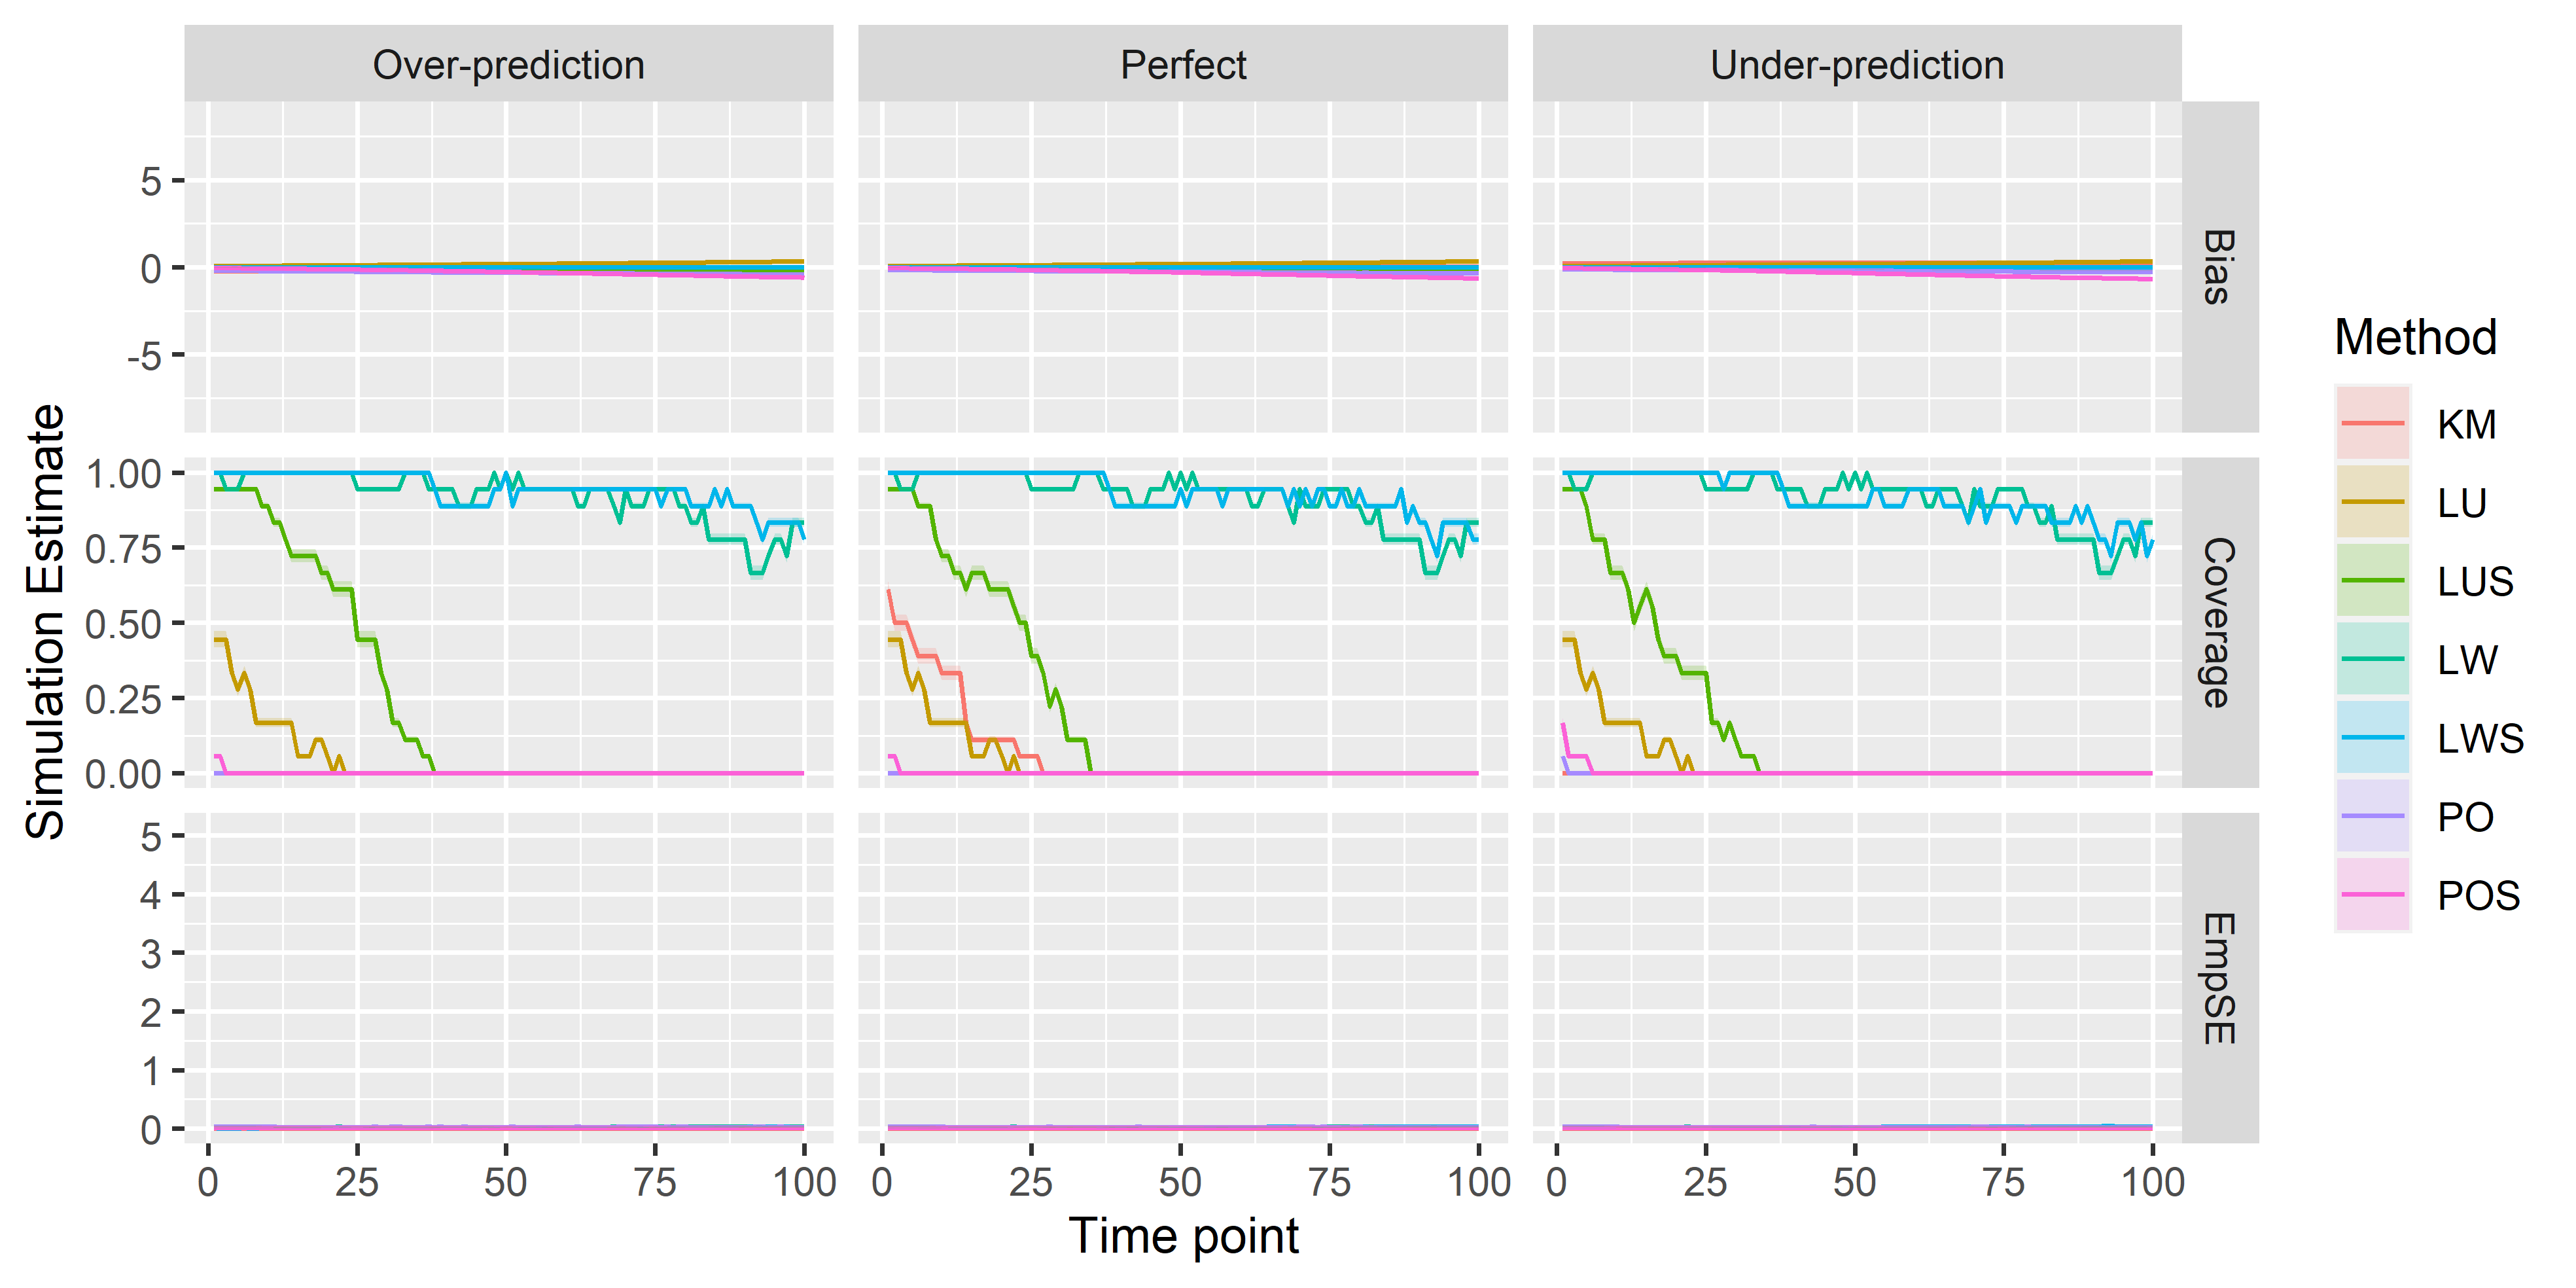 Over-prediction
Perfect
Under-prediction
Simulation Estimate
5
0
-5
Bias
1.00
0.75
0.50
0.25
0.00
Coverage
5
4
3
2
1
0
EmpSE
0 25 50 75 100
0 25 50 75 100
0 25 50 75 100
Time point
Method
KM
LU
LUS
LW
LWS
PO
POS